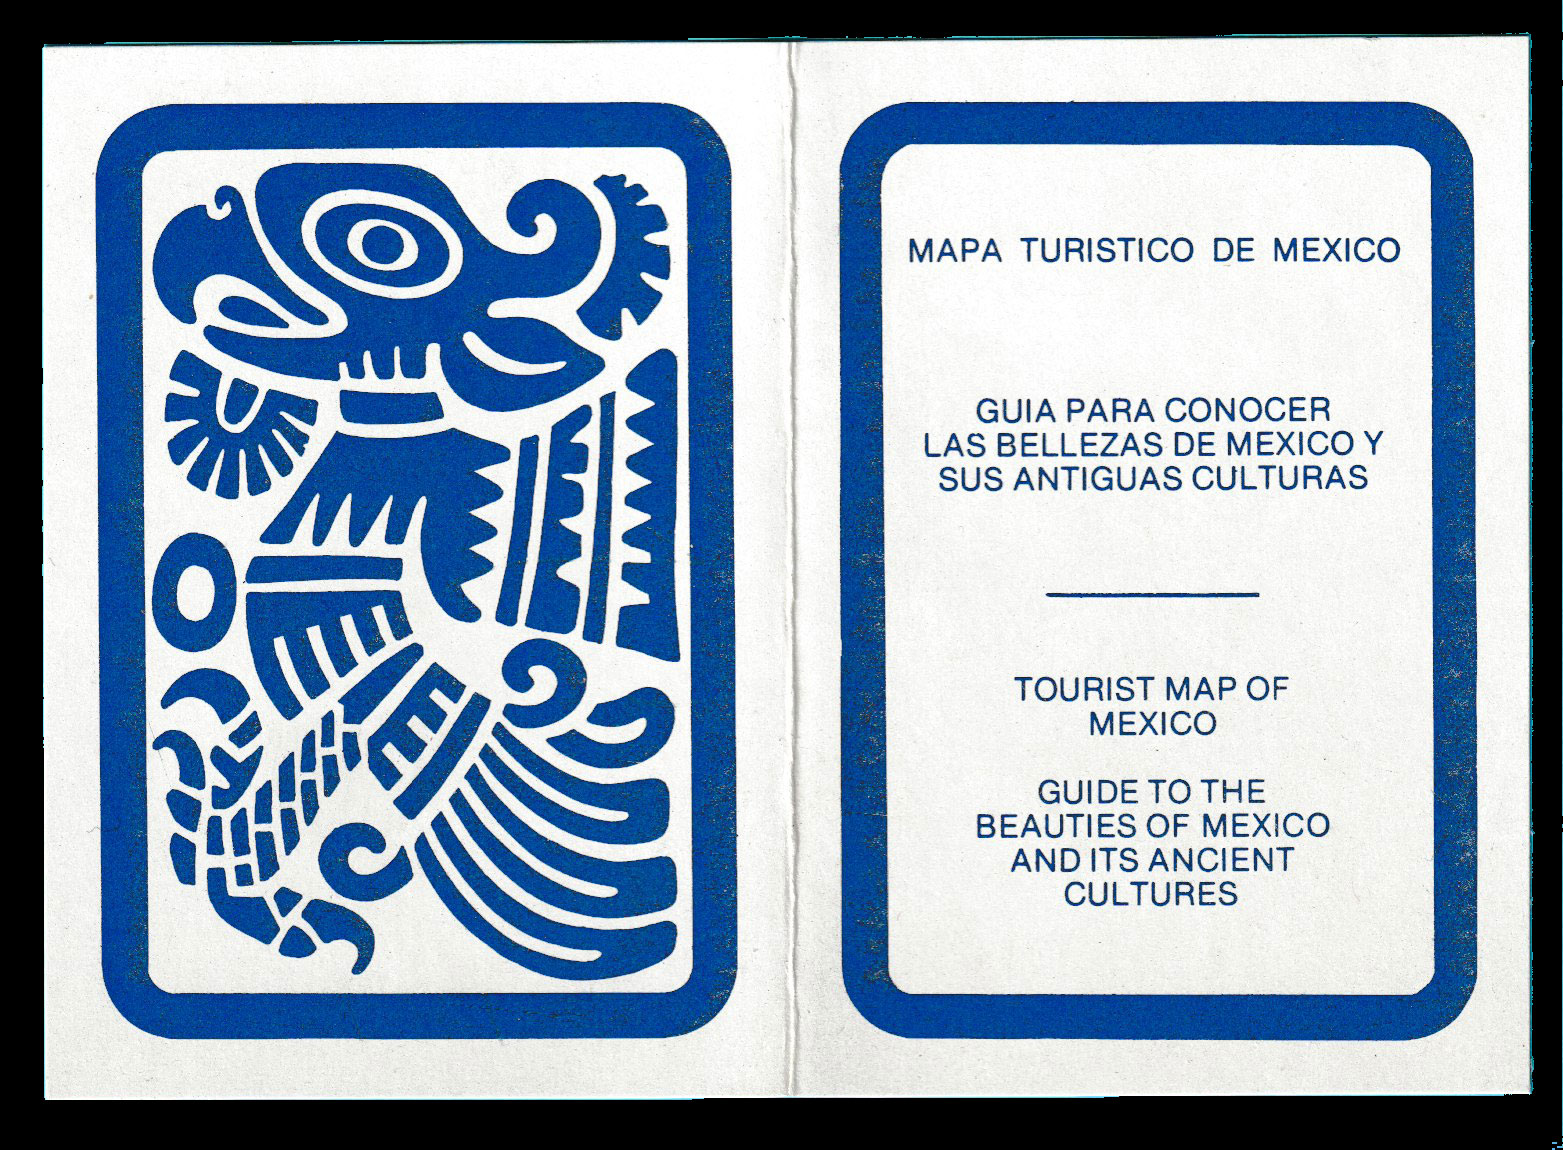 MAPA TURISTICO DE MEXICO
GUIA PARA CONOCER
LAS BELLEZAS DE MEXICO Y
SUS ANTIGUAS CULTURAS
TOURIST MAP OF
MEXICO
GUIDE TO THE
BEAUTIES OF MEXICO
AND ITS ANCIENT
CULTURES